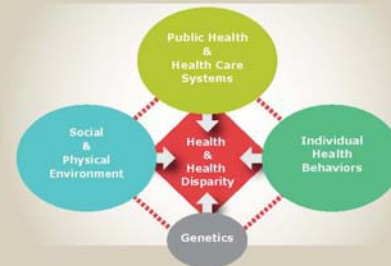 Public Health
&
Health Care
Systems
Social
&
Physical
Environment
Health
&
Health
Disparity
Individual
Health
Behaviors
Genetics